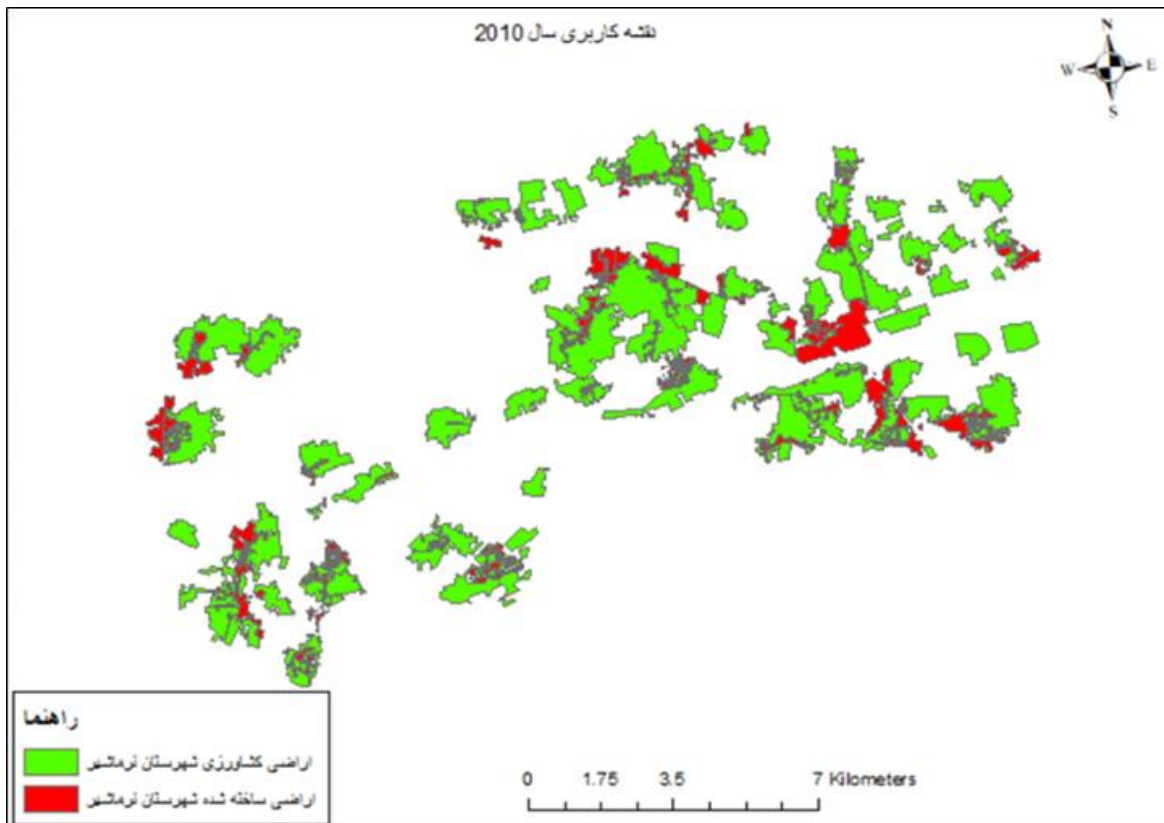 نقشه کاربری سال 2010
N
W E
S
راهنما
اراضی کشاورزی شهرستان نرماشیر
اراضی ساخته شده شهرستان نرماشیر
0 1.75 3.5 7 Kilometers